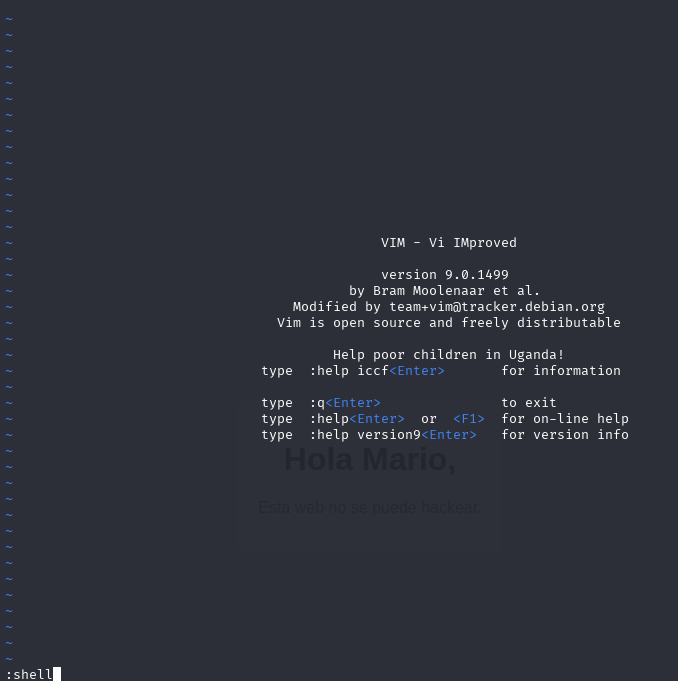 ~
~
~
~
~
~
~
~
~
~
~
~
~
~
~ VIM - Vi IMproved
~
~ version 9.0.1499
~ by Bram Moolenaar et al.
~ Modified by team+vim@tracker.debian.org
~ Vim is open source and freely distributable
~
~ Help poor children in Uganda!
~ type :help iccf<Enter> for information
~
~ type :q<Enter> to exit
~ type :help<Enter> or <F1> for on-line help
~ type :help version9<Enter> for version info
~
Hola Mario,
~
~
~
Esta web no se puede hackear.
~
~
~
~
~
~
~
~
~
~
:shell